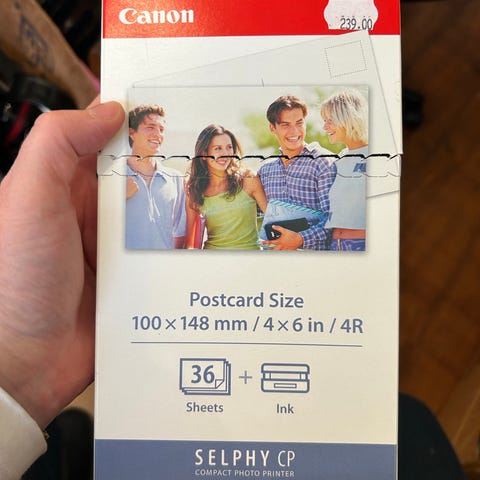 Canon
239.00
Postcard Size
100 × 148 mm / 4 × 6 in / 4R
36 +
Sheets Ink
SELPHY CP
COMPACT PHOTO PRINTER